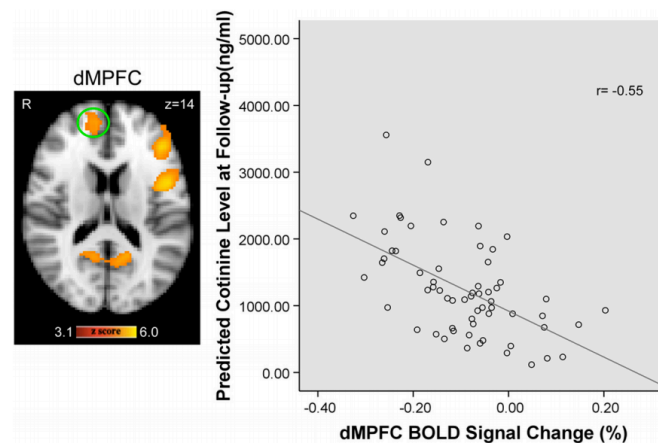 dMPFC
R
z=14
3.1 z score 6.0
Predicted Cotinine Level at Follow-up(ng/ml)
5000.00
4000.00
3000.00
2000.00
1000.00
0.00
r= -0.55
-0.40 -0.20 0.00 0.20
dMPFC BOLD Signal Change (%)